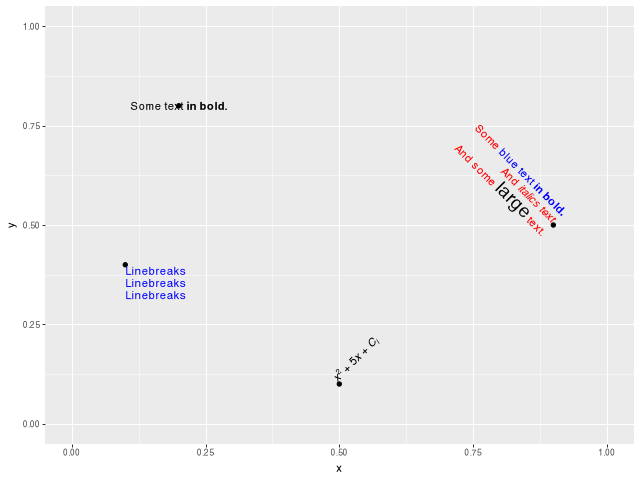 1.00
0.75
0.50
0.25
0.00
y
Some text in bold.
Some blue text in bold.
And italics text.
And some large text.
Linebreaks
Linebreaks
Linebreaks
x² + 5x + Cᵢ
0.00
0.25
0.50
0.75
1.00
x